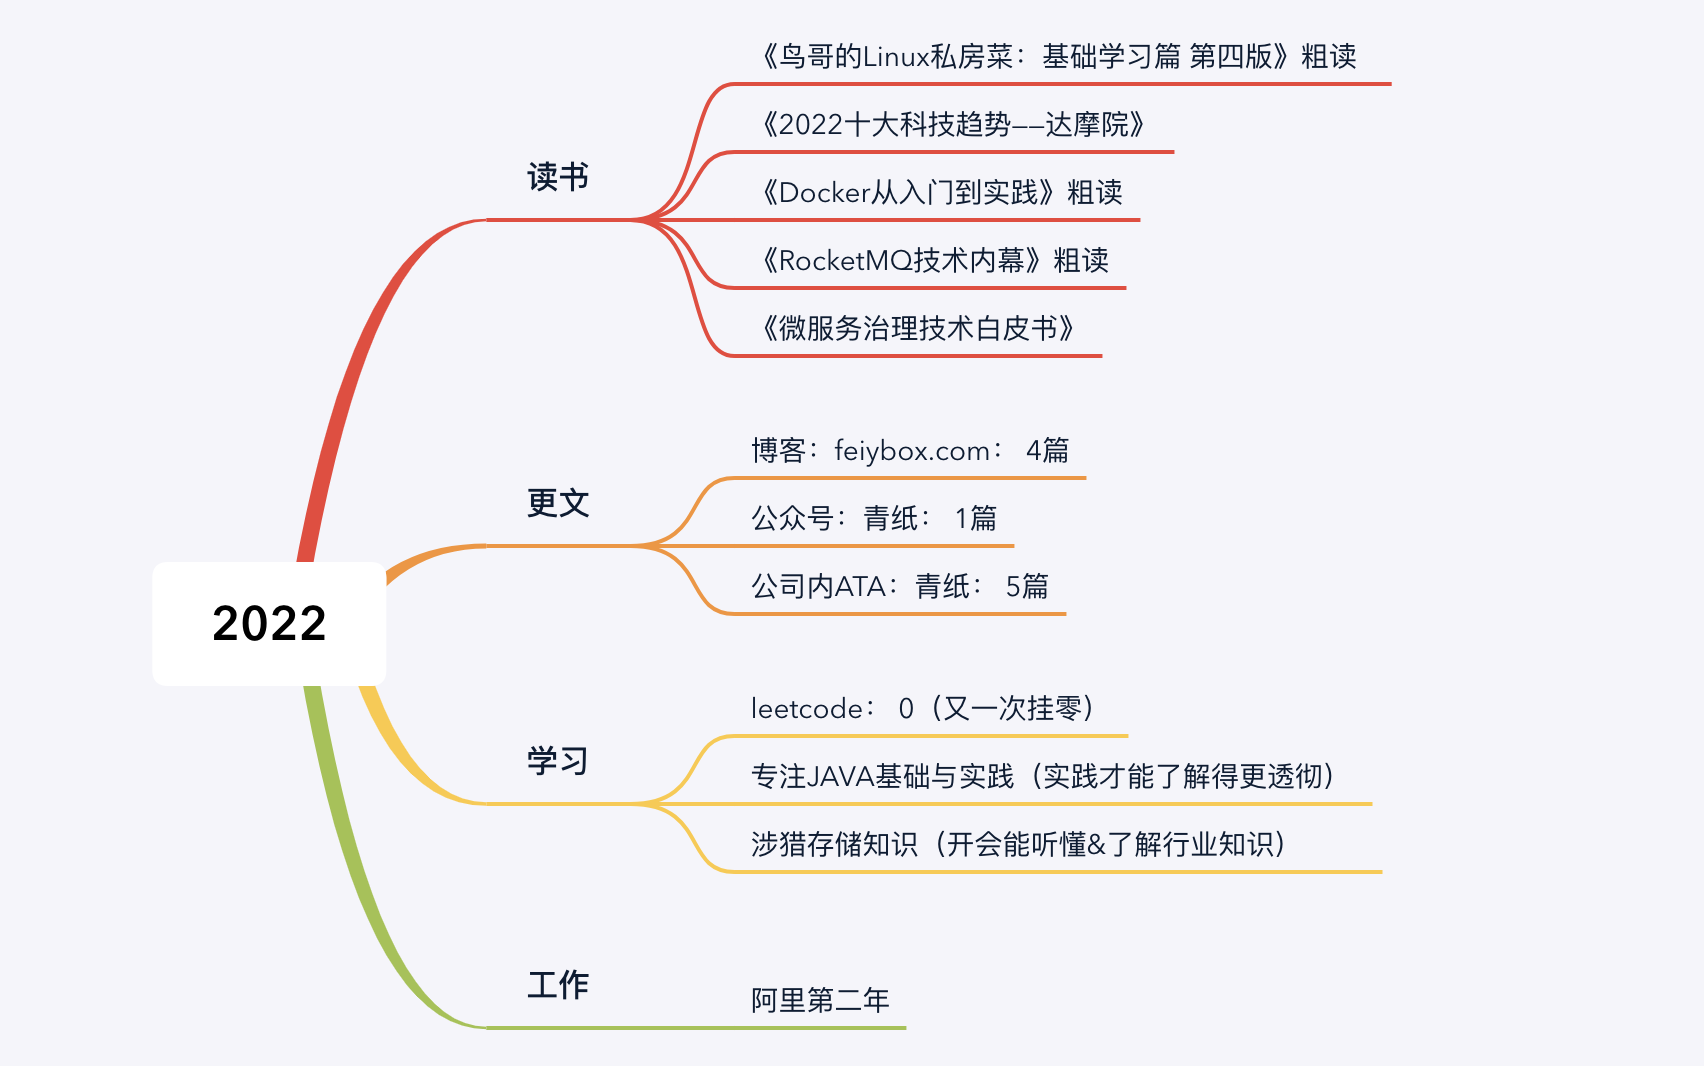 2022
读书
《鸟哥的Linux私房菜：基础学习篇 第四版》粗读
《2022十大科技趋势——达摩院》
《Docker从入门到实践》粗读
《RocketMQ技术内幕》粗读
《微服务治理技术白皮书》
更文
博客：feiybox.com： 4篇
公众号：青纸： 1篇
公司内ATA：青纸： 5篇
学习
leetcode： 0（又一次挂零）
专注JAVA基础与实践（实践才能了解得更透彻）
涉猎存储知识（开会能听懂&了解行业知识）
工作
阿里第二年